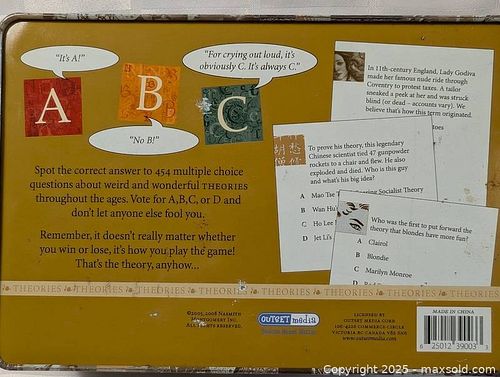 "It's A!"
"For crying out loud, it's
obviously C. It's always C."
A
B
C
"No B!"
Spot the correct answer to 454 multiple choice
questions about weird and wonderful THEORIES
throughout the ages. Vote for A,B,C, or D and
don't let anyone else fool you.
Remember, it doesn't really matter whether
you win or lose, it's how you play the game!
That's the theory, anyhow...
In 11th-century England, Lady Godiva
made her famous nude ride through
Coventry to protest taxes. A tailor
sneaked a peek at her and was struck
blind (or dead – accounts vary). We
believe that's how this term originated.
toes
To prove his theory, this legendary
Chinese scientist tied 47 gunpowder
rockets to a chair and flew. He also
exploded and died. Who is this guy
and what's his big idea?
A Mao Tse
Socialist Theory
B Wan Hu
C Ho Lee
D Jet Li's
Who was the first to put forward the
theory that blondes have more fun?
A Clairol
B Blondie
C Marilyn Monroe
D
THEORIES THEORIES THEORIES THEORIES THEORIES THEORIES THEORIES
©2005, 2008 Naismith
Montgomery Inc.
All rights reserved.
OUTSET media
LICENSED BY
OUTSET MEDIA CORP.
106-4226 COMMERCE CIRCLE
VICTORIA BC CANADA V8Z 6N6
www.outsetmedia.com
MADE IN CHINA
6 25012 39003 3
Copyright 2025 - maxsold.com